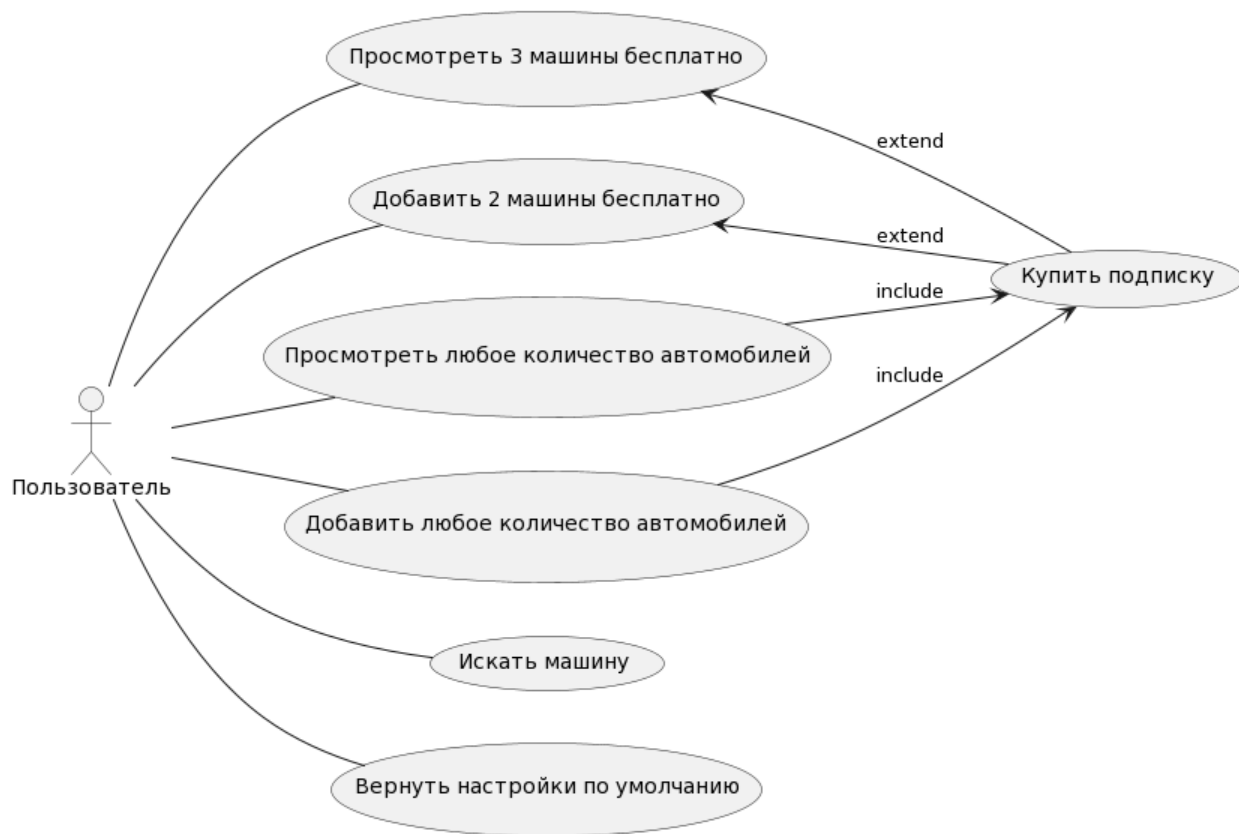 Просмотреть 3 машины бесплатно
extend
Добавить 2 машины бесплатно
extend
Купить подписку
include
Просмотреть любое количество автомобилей
include
Пользователь
Добавить любое количество автомобилей
Искать машину
Вернуть настройки по умолчанию